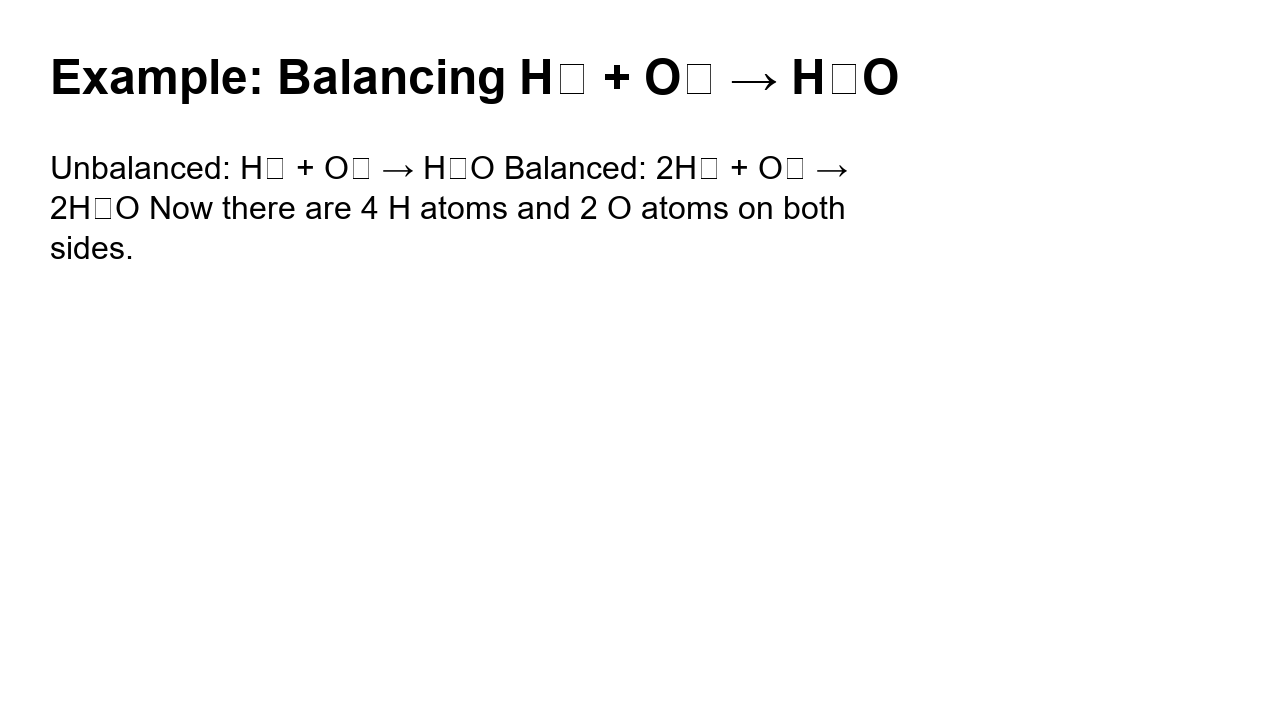 Example: Balancing H□ + O□ → H□O
Unbalanced: H□ + O□ → H□O Balanced: 2H□ + O□ →
2H□O Now there are 4 H atoms and 2 O atoms on both
sides.